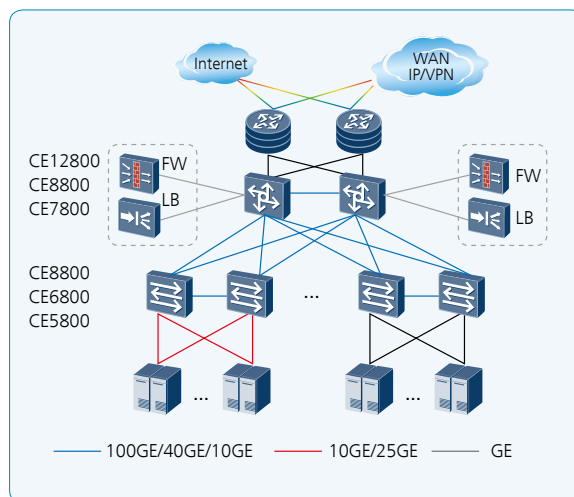 Internet
WAN
IP/VPN
CE12800
CE8800
CE7800
FW
LB
FW
LB
CE8800
CE6800
CE5800
...
...
...
100GE/40GE/10GE
10GE/25GE
GE